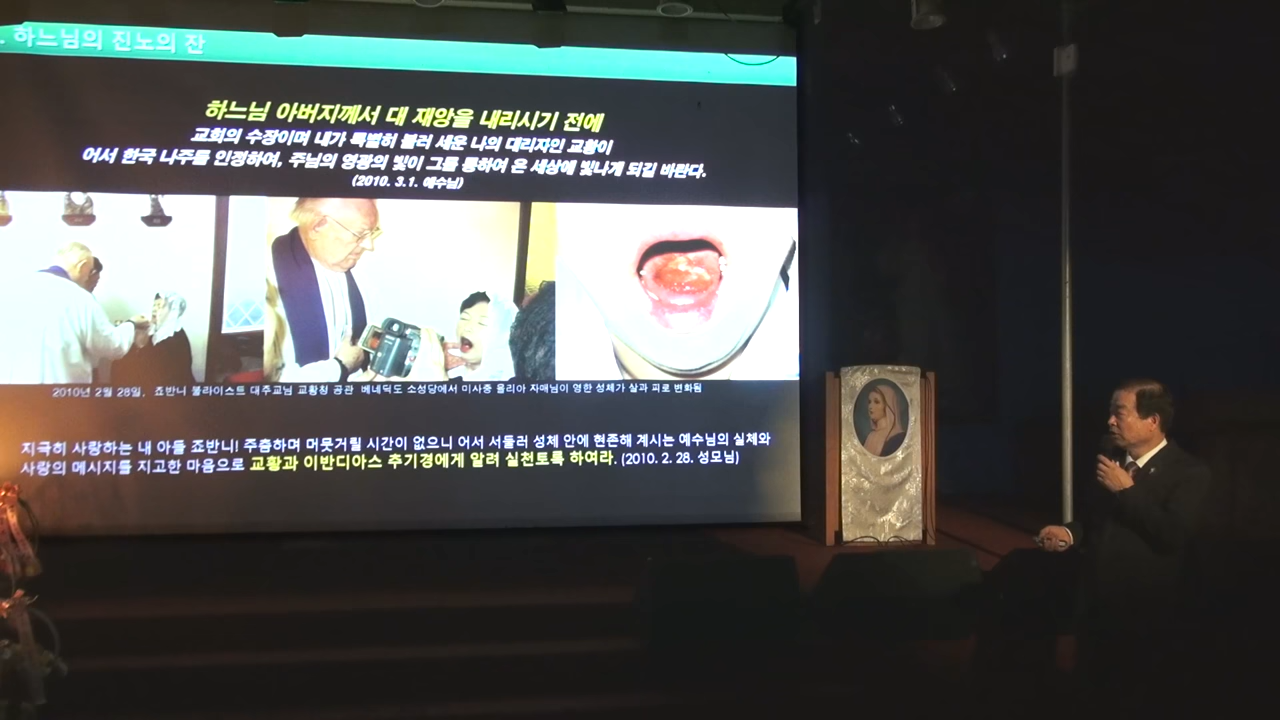 . 하느님의 진노의 잔
하느님 아버지께서 대 재앙을 내리시기 전에
교회의 수장이며 내가 특별히 불러 세운 나의 대리자인 교황이
어서 한국 나주를 인정하여, 주님의 영광의 빛이 그를 통하여 온 세상에 빛나게 되길 바란다.
(2010. 3.1. 예수님)
2010년 2월 28일, 죠반니 불라이스트 대주교님 교황청 공관 베네딕도 소성당에서 미사중 율리아 자매님이 영한 성체가 살과 피로 변화됨
지극히 사랑하는 내 아들 죠반니! 주춤하며 머뭇거릴 시간이 없으니 어서 서둘러 성체 안에 현존해 계시는 예수님의 실체와
사랑의 메시지를 지고한 마음으로 교황과 이반디아스 추기경에게 알려 실천토록 하여라. (2010. 2. 28. 성모님)